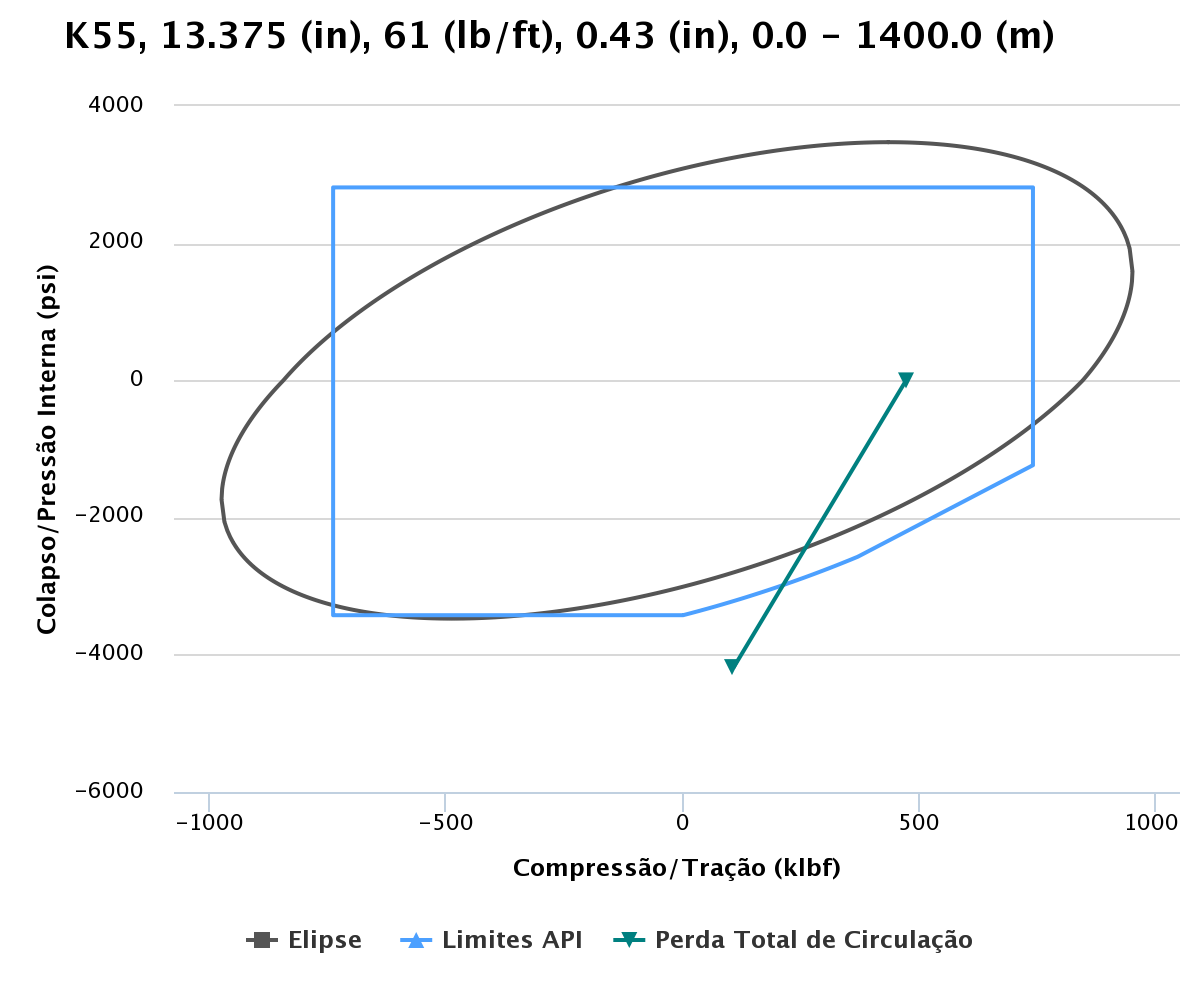 K55, 13.375 (in), 61 (lb/ft), 0.43 (in), 0.0 – 1400.0 (m)
Colapso/Pressão Interna (psi)
4000
2000
0
−2000
−4000
−6000
−1000 −500 0 500 1000
Compressão/Tração (klbf)
Elipse Limites API Perda Total de Circulação